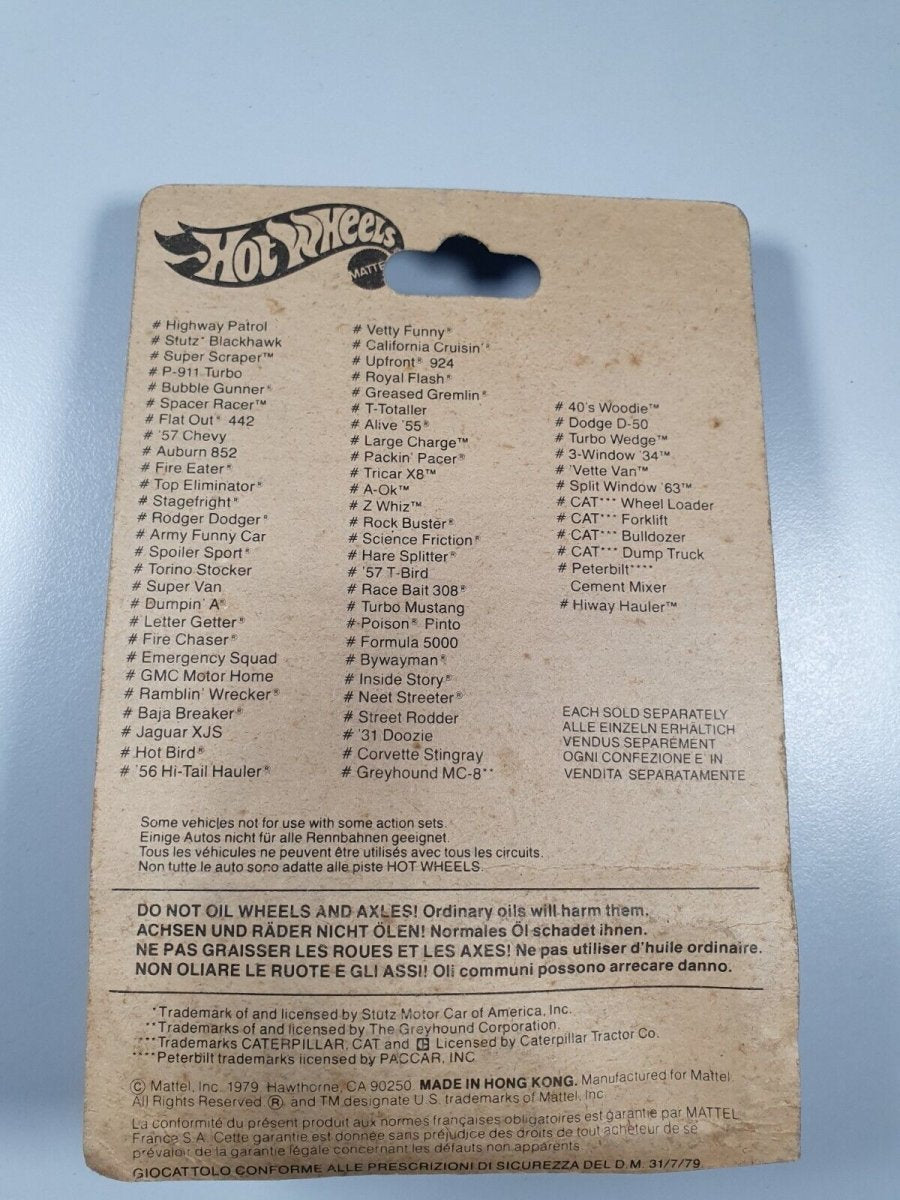 Hot Wheels
MATTE
# Highway Patrol
# Stutz* Blackhawk
# Super Scraper™
# P-911 Turbo
# Bubble Gunner®
# Spacer Racer™
# Flat Out® 442
# '57 Chevy
# Auburn 852
# Fire Eater®
# Top Eliminator®
# Stagefright®
# Rodger Dodger®
# Army Funny Car
# Spoiler Sport®
# Torino Stocker
# Super Van
# Dumpin' A®
# Letter Getter®
# Fire Chaser®
# Emergency Squad
# GMC Motor Home
# Ramblin' Wrecker®
# Baja Breaker®
# Jaguar XJS
# Hot Bird®
# '56 Hi-Tail Hauler®
# Vetty Funny®
# California Cruisin'®
# Upfront® 924
# Royal Flash®
# Greased Gremlin®
# T-Totaller
# Alive '55®
# Large Charge™
# Packin' Pacer®
# Tricar X8™
# A-Ok™
# Z Whiz™
# Rock Buster®
# Science Friction®
# Hare Splitter®
# '57 T-Bird
# Race Bait 308®
# Turbo Mustang
# Poison® Pinto
# Formula 5000
# Bywayman®
# Inside Story®
# Neet Streeter®
# Street Rodder
# '31 Doozie
# Corvette Stingray
# Greyhound MC-8**
# 40's Woodie™
# Dodge D-50
# Turbo Wedge™
# 3-Window '34™
# 'Vette Van™
# Split Window '63™
# CAT*** Wheel Loader
# CAT*** Forklift
# CAT*** Bulldozer
# CAT*** Dump Truck
# Peterbilt****
Cement Mixer
# Hiway Hauler™
EACH SOLD SEPARATELY
ALLE EINZELN ERHÄLTICH
VENDUS SEPARÉMENT
OGNI CONFEZIONE E' IN
VENDITA SEPARATAMENTE
Some vehicles not for use with some action sets.
Einige Autos nicht für alle Rennbahnen geeignet.
Tous les véhicules ne peuvent être utilisés avec tous les circuits.
Non tutte le auto sono adatte alle piste HOT WHEELS.
DO NOT OIL WHEELS AND AXLES! Ordinary oils will harm them.
ACHSEN UND RÄDER NICHT ÖLEN! Normales Öl schadet ihnen.
NE PAS GRAISSER LES ROUES ET LES AXES! Ne pas utiliser d'huile ordinaire.
NON OLIARE LE RUOTE E GLI ASSI! Oli communi possono arrecare danno.
*Trademark of and licensed by Stutz Motor Car of America, Inc.
**Trademarks of and licensed by The Greyhound Corporation.
***Trademarks CATERPILLAR, CAT and C Licensed by Caterpillar Tractor Co.
****Peterbilt trademarks licensed by PACCAR, INC.
© Mattel, Inc. 1979 Hawthorne, CA 90250 MADE IN HONG KONG. Manufactured for Mattel
All Rights Reserved. ® and TM designate U.S. trademarks of Mattel, Inc.
La conformité du présent produit aux normes françaises obligatoires est garantie par MATTEL
France S.A. Cette garantie est donnée sans préjudice des droits de tout acheteur de se
prévaloir de la garantie légale concernant les défauts non apparents.
GIOCATTOLO CONFORME ALLE PRESCRIZIONI DI SICUREZZA DEL D.M. 31/7/79.